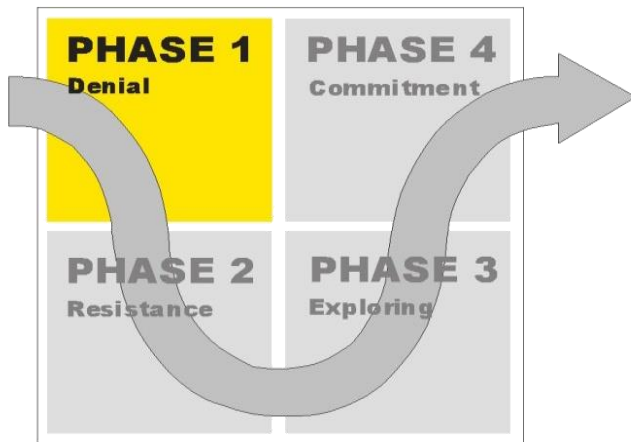 PHASE 1
Denial
PHASE 4
Commitment
PHASE 2
Resistance
PHASE 3
Exploring